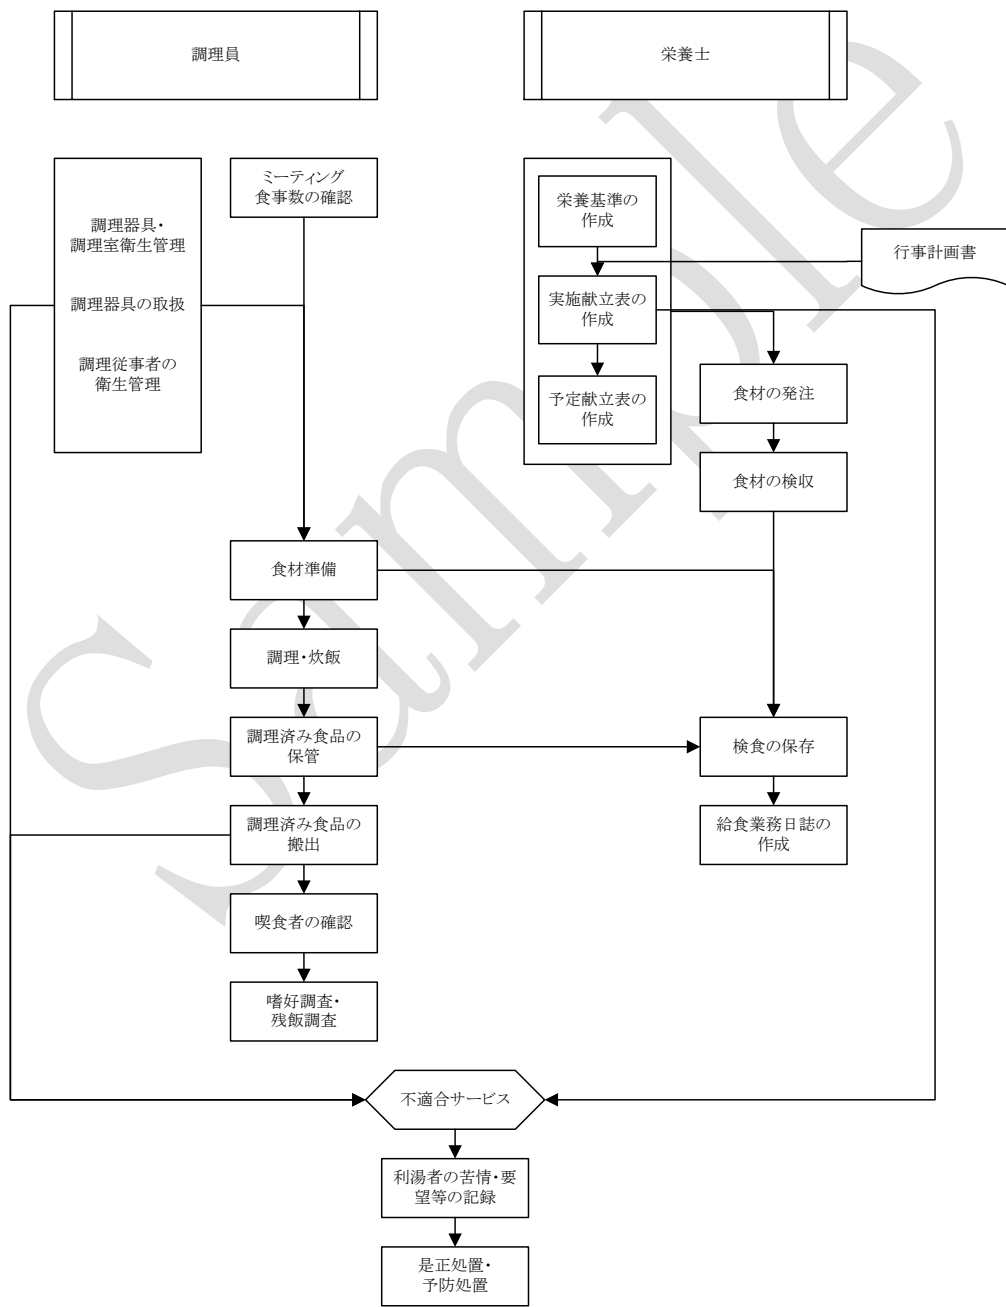 調理員
栄養士
調理器具・
調理室衛生管理
調理器具の取扱
調理従事者の
衛生管理
ミーティング
食事数の確認
栄養基準の
作成
行事計画書
実施献立表の
作成
予定献立表の
作成
食材の発注
食材の検収
食材準備
調理・炊飯
調理済み食品の
保管
検食の保存
調理済み食品の
搬出
給食業務日誌の
作成
喫食者の確認
嗜好調査・
残飯調査
不適合サービス
利湯者の苦情・要
望等の記録
是正処置・
予防処置
Sample